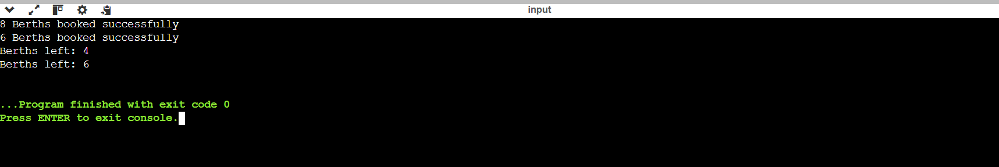 input
8 Berths booked successfully
6 Berths booked successfully
Berths left: 4
Berths left: 6
...Program finished with exit code 0
Press ENTER to exit console.